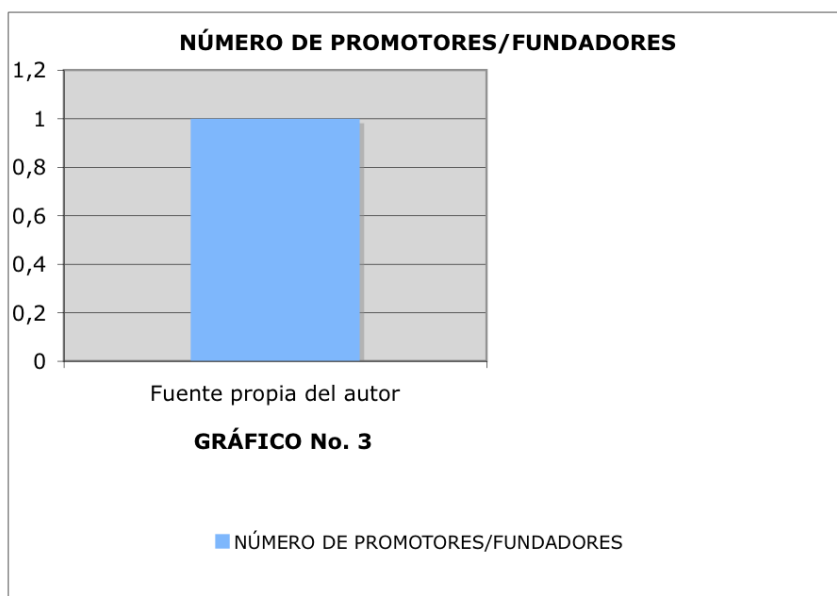 NÚMERO DE PROMOTORES/FUNDADORES
1,2
1
0,8
0,6
0,4
0,2
0
Fuente propia del autor
GRÁFICO No. 3
NÚMERO DE PROMOTORES/FUNDADORES